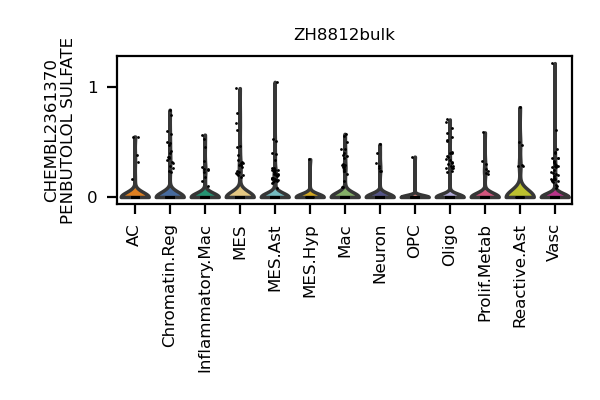 ZH8812bulk
CHEMBL2361370
PENBUTOLOL SULFATE
1
0
AC
Chromatin.Reg
Inflammatory.Mac
MES
MES.Ast
MES.Hyp
Mac
Neuron
OPC
Oligo
Prolif.Metab
Reactive.Ast
Vasc